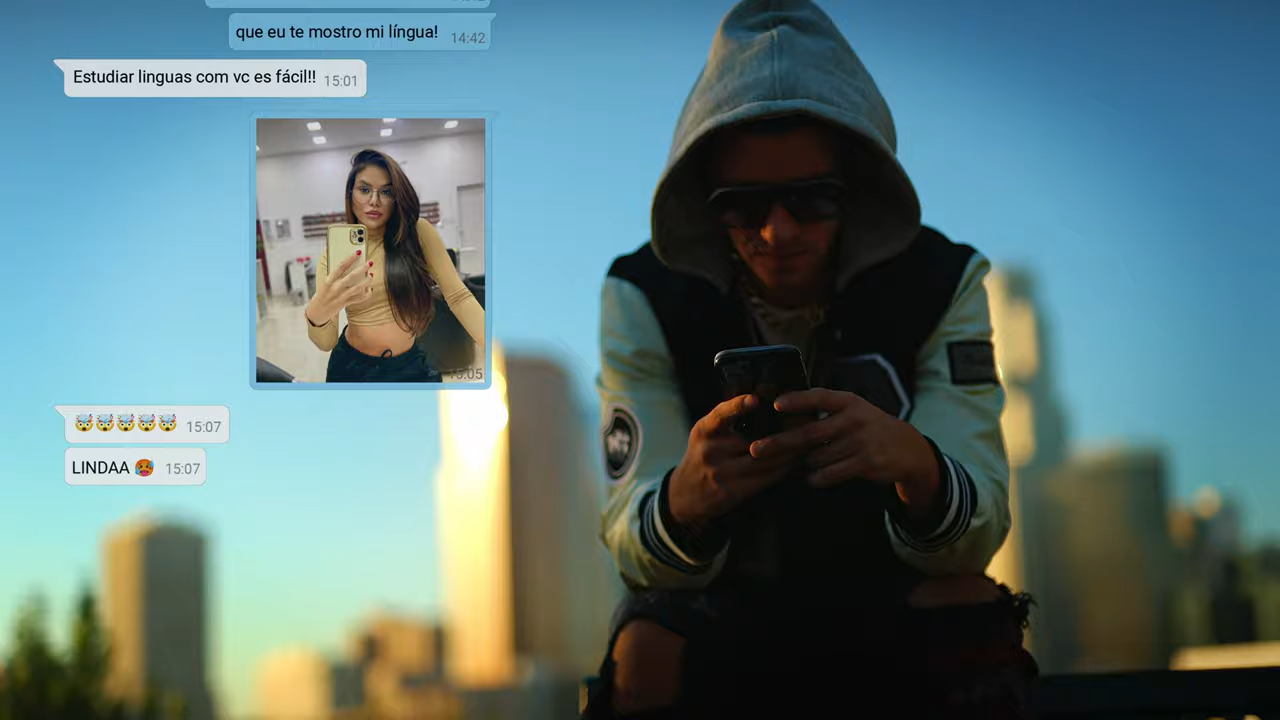 que eu te mostro mi língua! 14:42
Estudiar linguas com vc es fácil!! 15:01
15:05
🤯🤯🤯🤯🤯 15:07
LINDAA 🥵 15:07